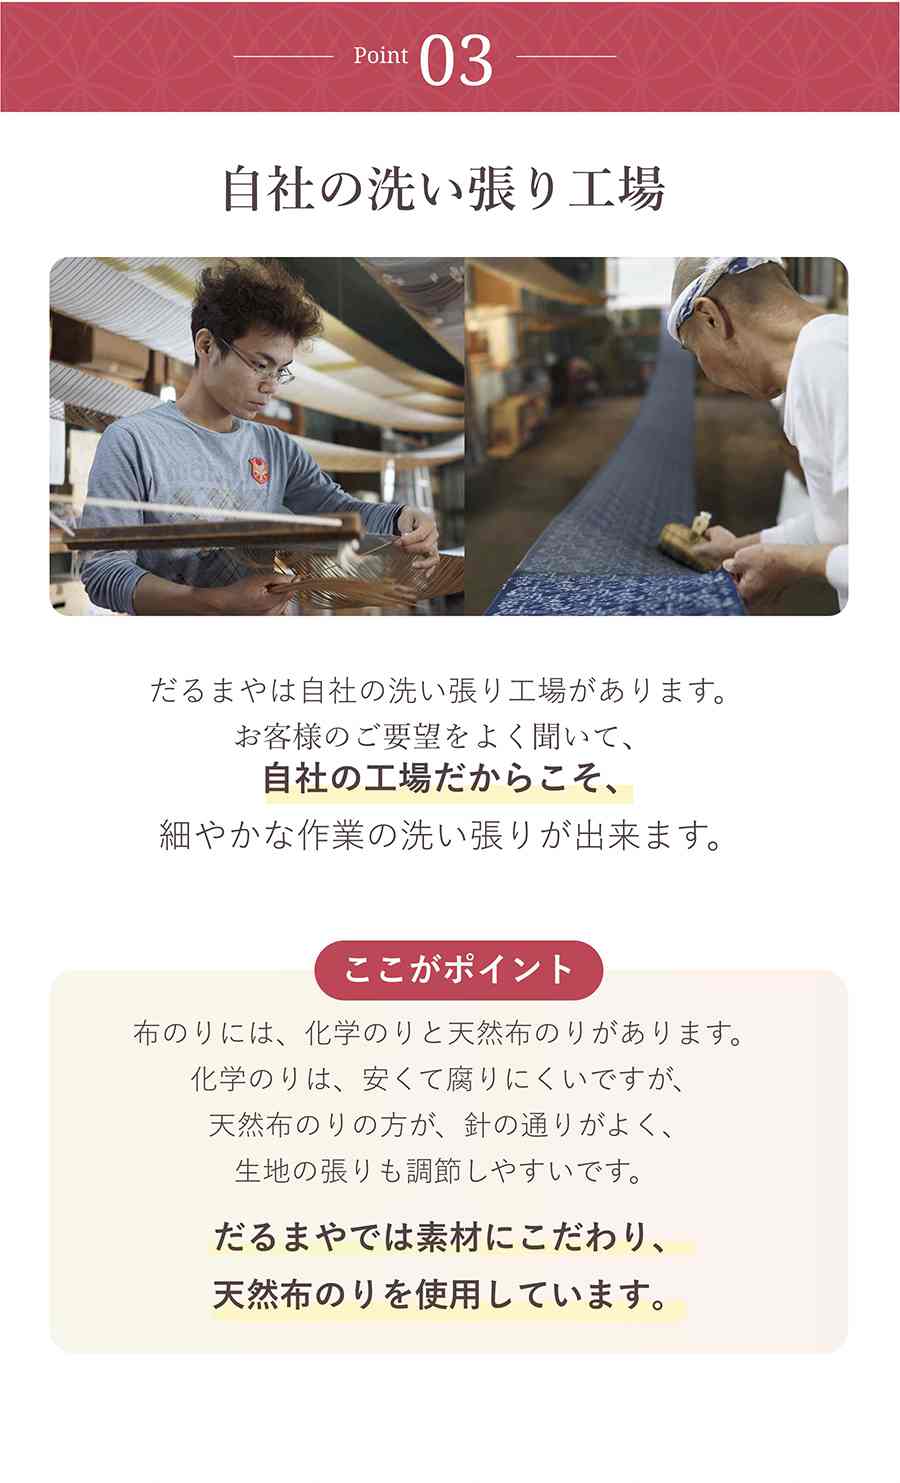 Point 03
自社の洗い張り工場
だるまやは自社の洗い張り工場があります。
お客様のご要望をよく聞いて、
自社の工場だからこそ、
細やかな作業の洗い張りが出来ます。
ここがポイント
布のりには、化学のりと天然布のりがあります。
化学のりは、安くて腐りにくいですが、
天然布のりの方が、針の通りがよく、
生地の張りも調節しやすいです。
だるまやでは素材にこだわり、
天然布のりを使用しています。